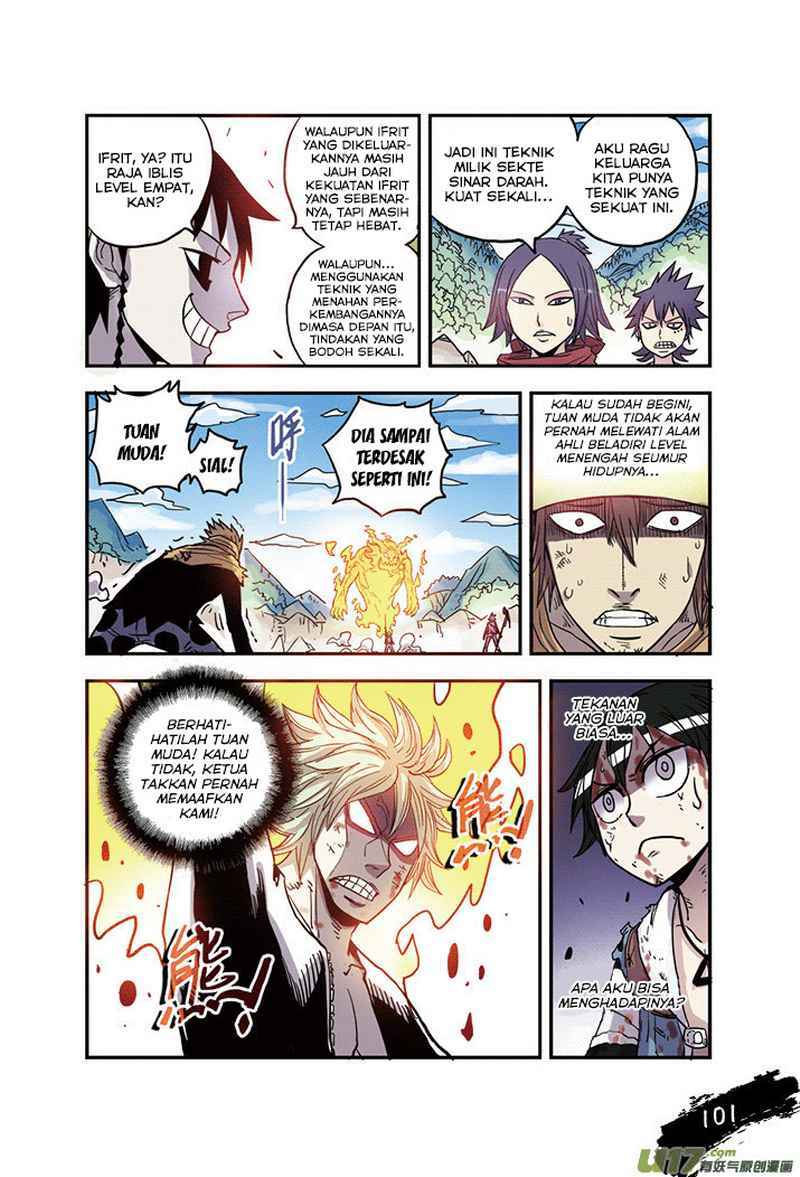 IFRIT, YA? ITU
RAJA IBLIS
LEVEL EMPAT,
KAN?
WALAUPUN IFRIT
YANG DIKELUAR-
KANNYA MASIH
JAUH DARI
KEKUATAN IFRIT
YANG SEBENAR-
NYA, TAPI MASIH
TETAP HEBAT.
WALAUPUN...
MENGGUNAKAN
TEKNIK YANG
MENAHAN PER-
KEMBANGANNYA
DIMASA DEPAN ITU,
TINDAKAN YANG
BODOH SEKALI.
JADI INI TEKNIK
MILIK SEKTE
SINAR DARAH.
KUAT SEKALI...
AKU RAGU
KELUARGA
KITA PUNYA
TEKNIK YANG
SEKUAT INI.
TUAN
MUDA!
SIAL!
呼
DIA SAMPAI
TERDESAK
SEPERTI INI!
KALAU SUDAH BEGINI,
TUAN MUDA TIDAK AKAN
PERNAH MELEWATI ALAM
AHLI BELADIRI LEVEL
MENENGAH SEUMUR
HIDUPNYA...
BERHATI-
HATILAH TUAN
MUDA! KALAU
TIDAK, KETUA
TAKKAN PERNAH
MEMAAFKAN
KAMI!
熊
熊
TEKANAN
YANG LUAR
BIASA...
APA AKU BISA
MENGHADAPINYA?
101
U17.com
有妖气原创漫画